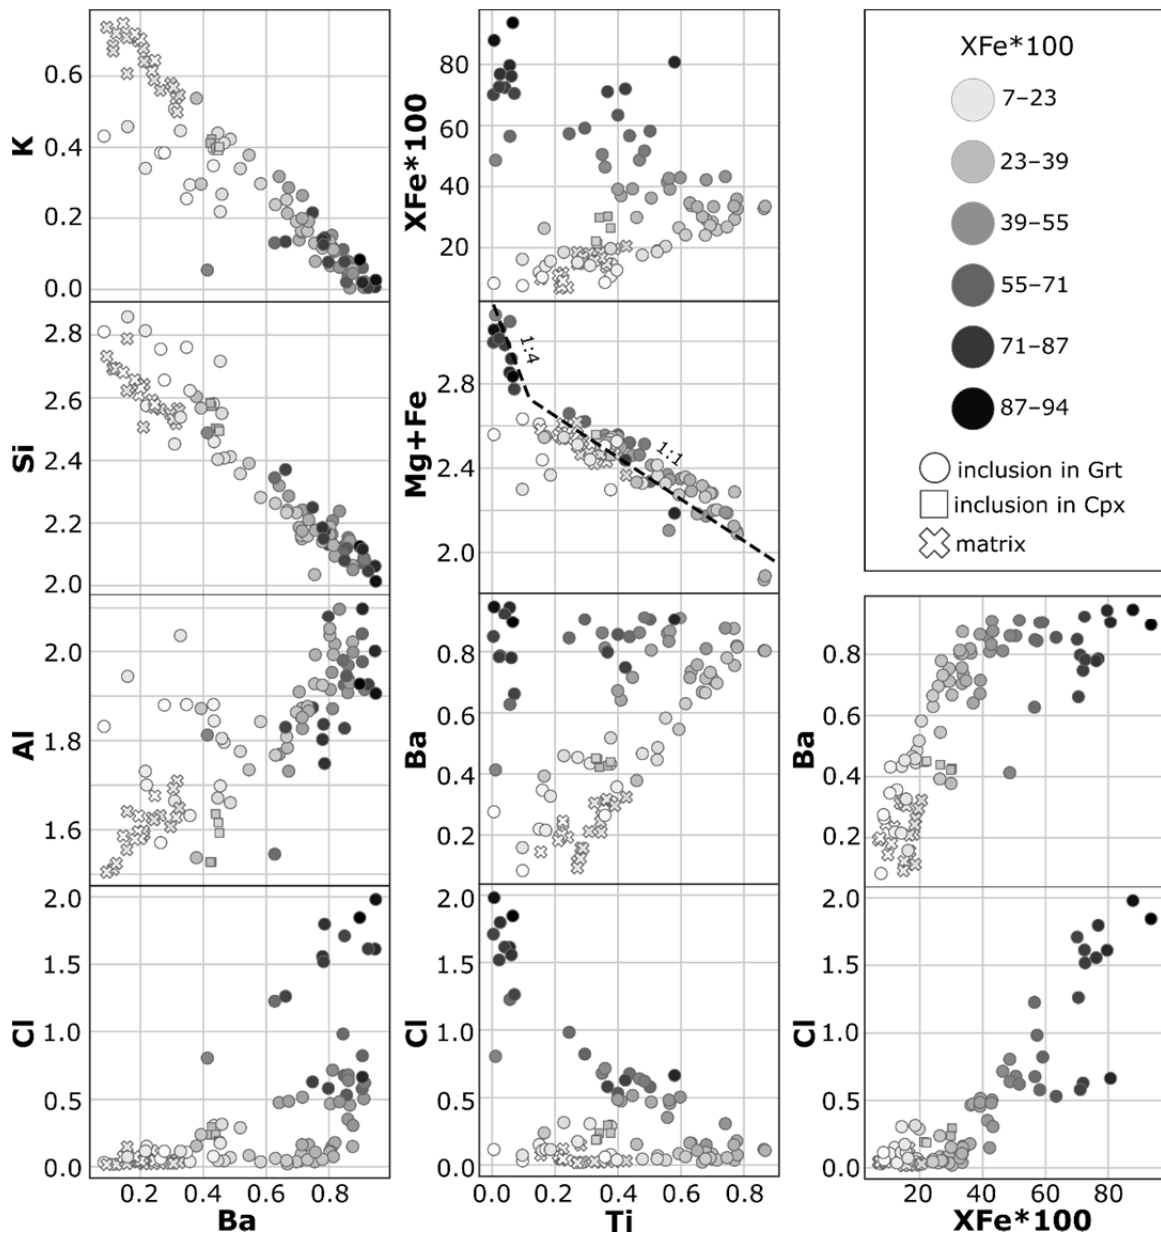 K
0.6
0.4
0.2
0.0
XFe*100
80
60
40
20
XFe*100
7–23
23–39
39–55
55–71
71–87
87–94
inclusion in Grt
inclusion in Cpx
matrix
Si
2.8
2.6
2.4
2.2
2.0
Mg+Fe
2.8
2.4
2.0
1:4
1:1
Al
2.0
1.8
1.6
Ba
0.8
0.6
0.4
0.2
Ba
0.8
0.6
0.4
0.2
Cl
2.0
1.5
1.0
0.5
0.0
Cl
2.0
1.5
1.0
0.5
0.0
Cl
2.0
1.5
1.0
0.5
0.0
0.2 0.4 0.6 0.8
Ba
0.0 0.2 0.4 0.6 0.8
Ti
20 40 60 80
XFe*100